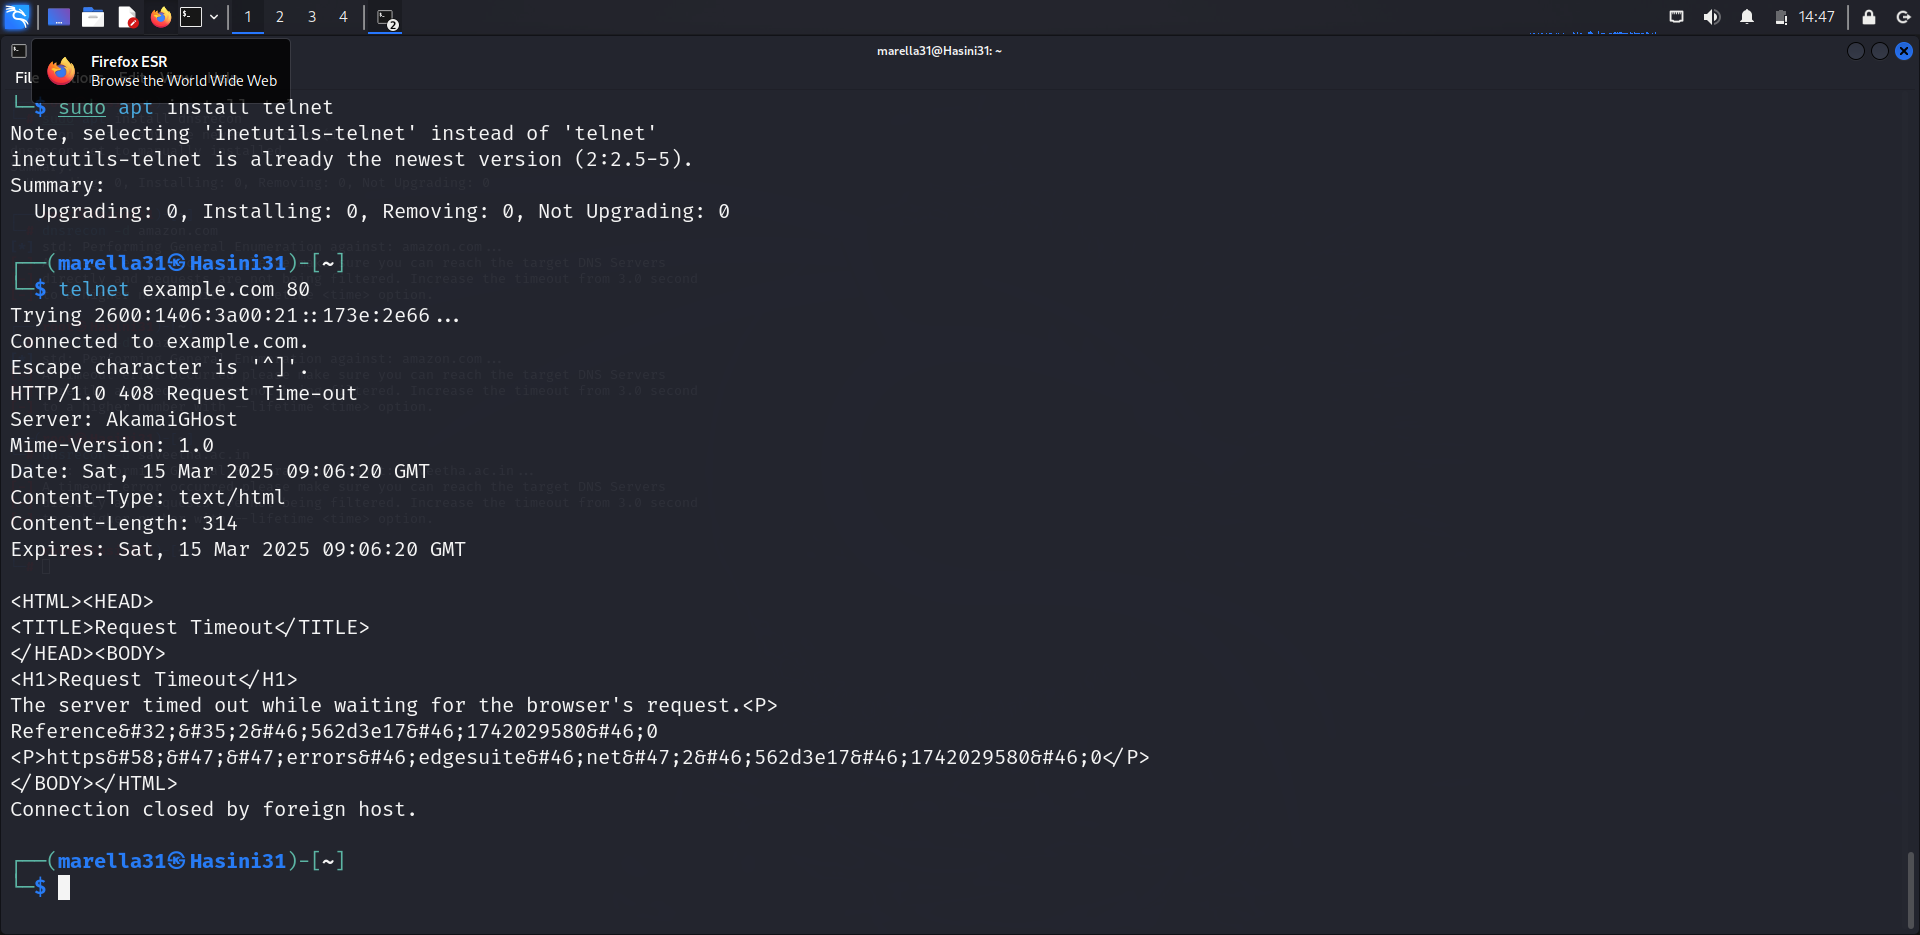 1 2 3 4 2 14:47
marella31@Hasini31: ~
Firefox ESR
File
Browse the World Wide Web
└─$ sudo apt install telnet
Note, selecting 'inetutils-telnet' instead of 'telnet'
inetutils-telnet is already the newest version (2:2.5-5).
Summary:
  Upgrading: 0, Installing: 0, Removing: 0, Not Upgrading: 0
┌──(marella31㉿Hasini31)-[~]
└─$ telnet example.com 80
Trying 2600:1406:3a00:21::173e:2e66...
Connected to example.com.
Escape character is '^]'.
HTTP/1.0 408 Request Time-out
Server: AkamaiGHost
Mime-Version: 1.0
Date: Sat, 15 Mar 2025 09:06:20 GMT
Content-Type: text/html
Content-Length: 314
Expires: Sat, 15 Mar 2025 09:06:20 GMT
<HTML><HEAD>
<TITLE>Request Timeout</TITLE>
</HEAD><BODY>
<H1>Request Timeout</H1>
The server timed out while waiting for the browser's request.<P>
Reference&#32;&#35;2&#46;562d3e17&#46;1742029580&#46;0
<P>https&#58;&#47;&#47;errors&#46;edgesuite&#46;net&#47;2&#46;562d3e17&#46;1742029580&#46;0</P>
</BODY></HTML>
Connection closed by foreign host.
┌──(marella31㉿Hasini31)-[~]
└─$